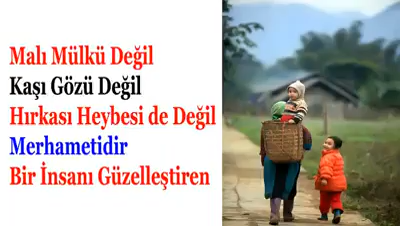 Malı Mülkü Değil
Kaşı Gözü Değil
Hırkası Heybesi de Değil
Merhametidir
Bir İnsanı Güzelleştiren